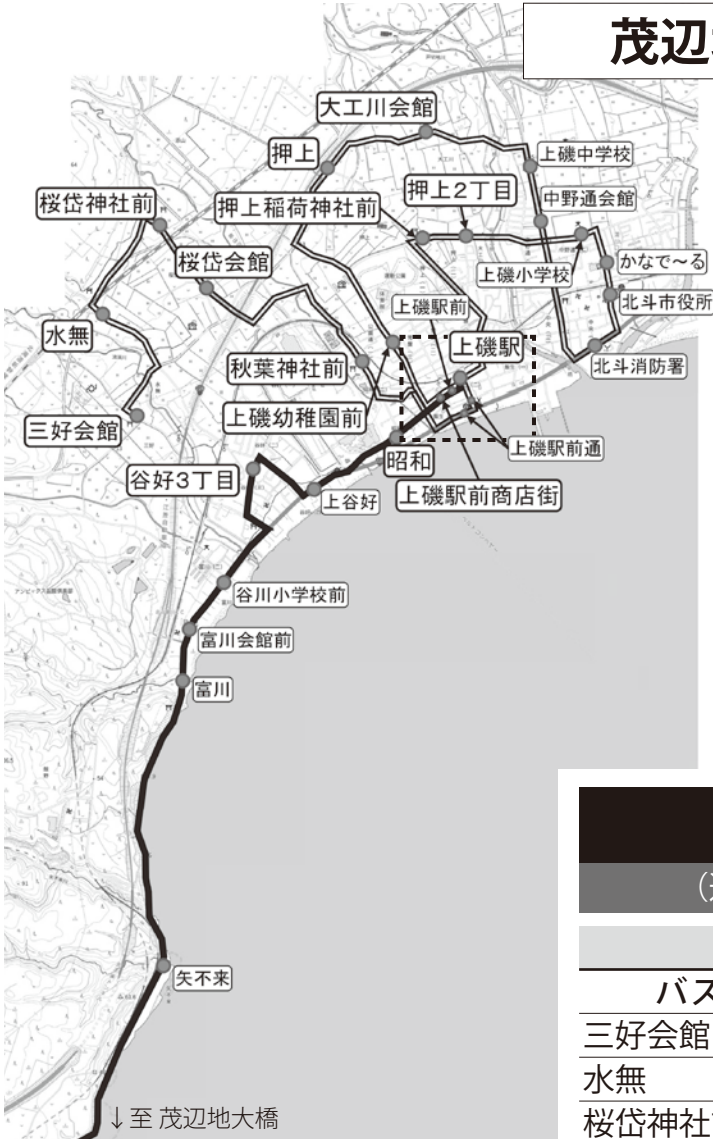 茂辺
大工川会館
押上
上磯中学校
桜岱神社前
押上稲荷神社前
押上2丁目
中野通会館
桜岱会館
上磯小学校
かなで～る
上磯駅前
北斗市役所
水無
秋葉神社前
上磯駅
北斗消防署
三好会館
上磯幼稚園前
昭和
上磯駅前通
谷好3丁目
上谷好
上磯駅前商店街
谷川小学校前
富川会館前
富川
矢不来
↓至 茂辺地大橋
バス
三好会館
水無
桜岱神社